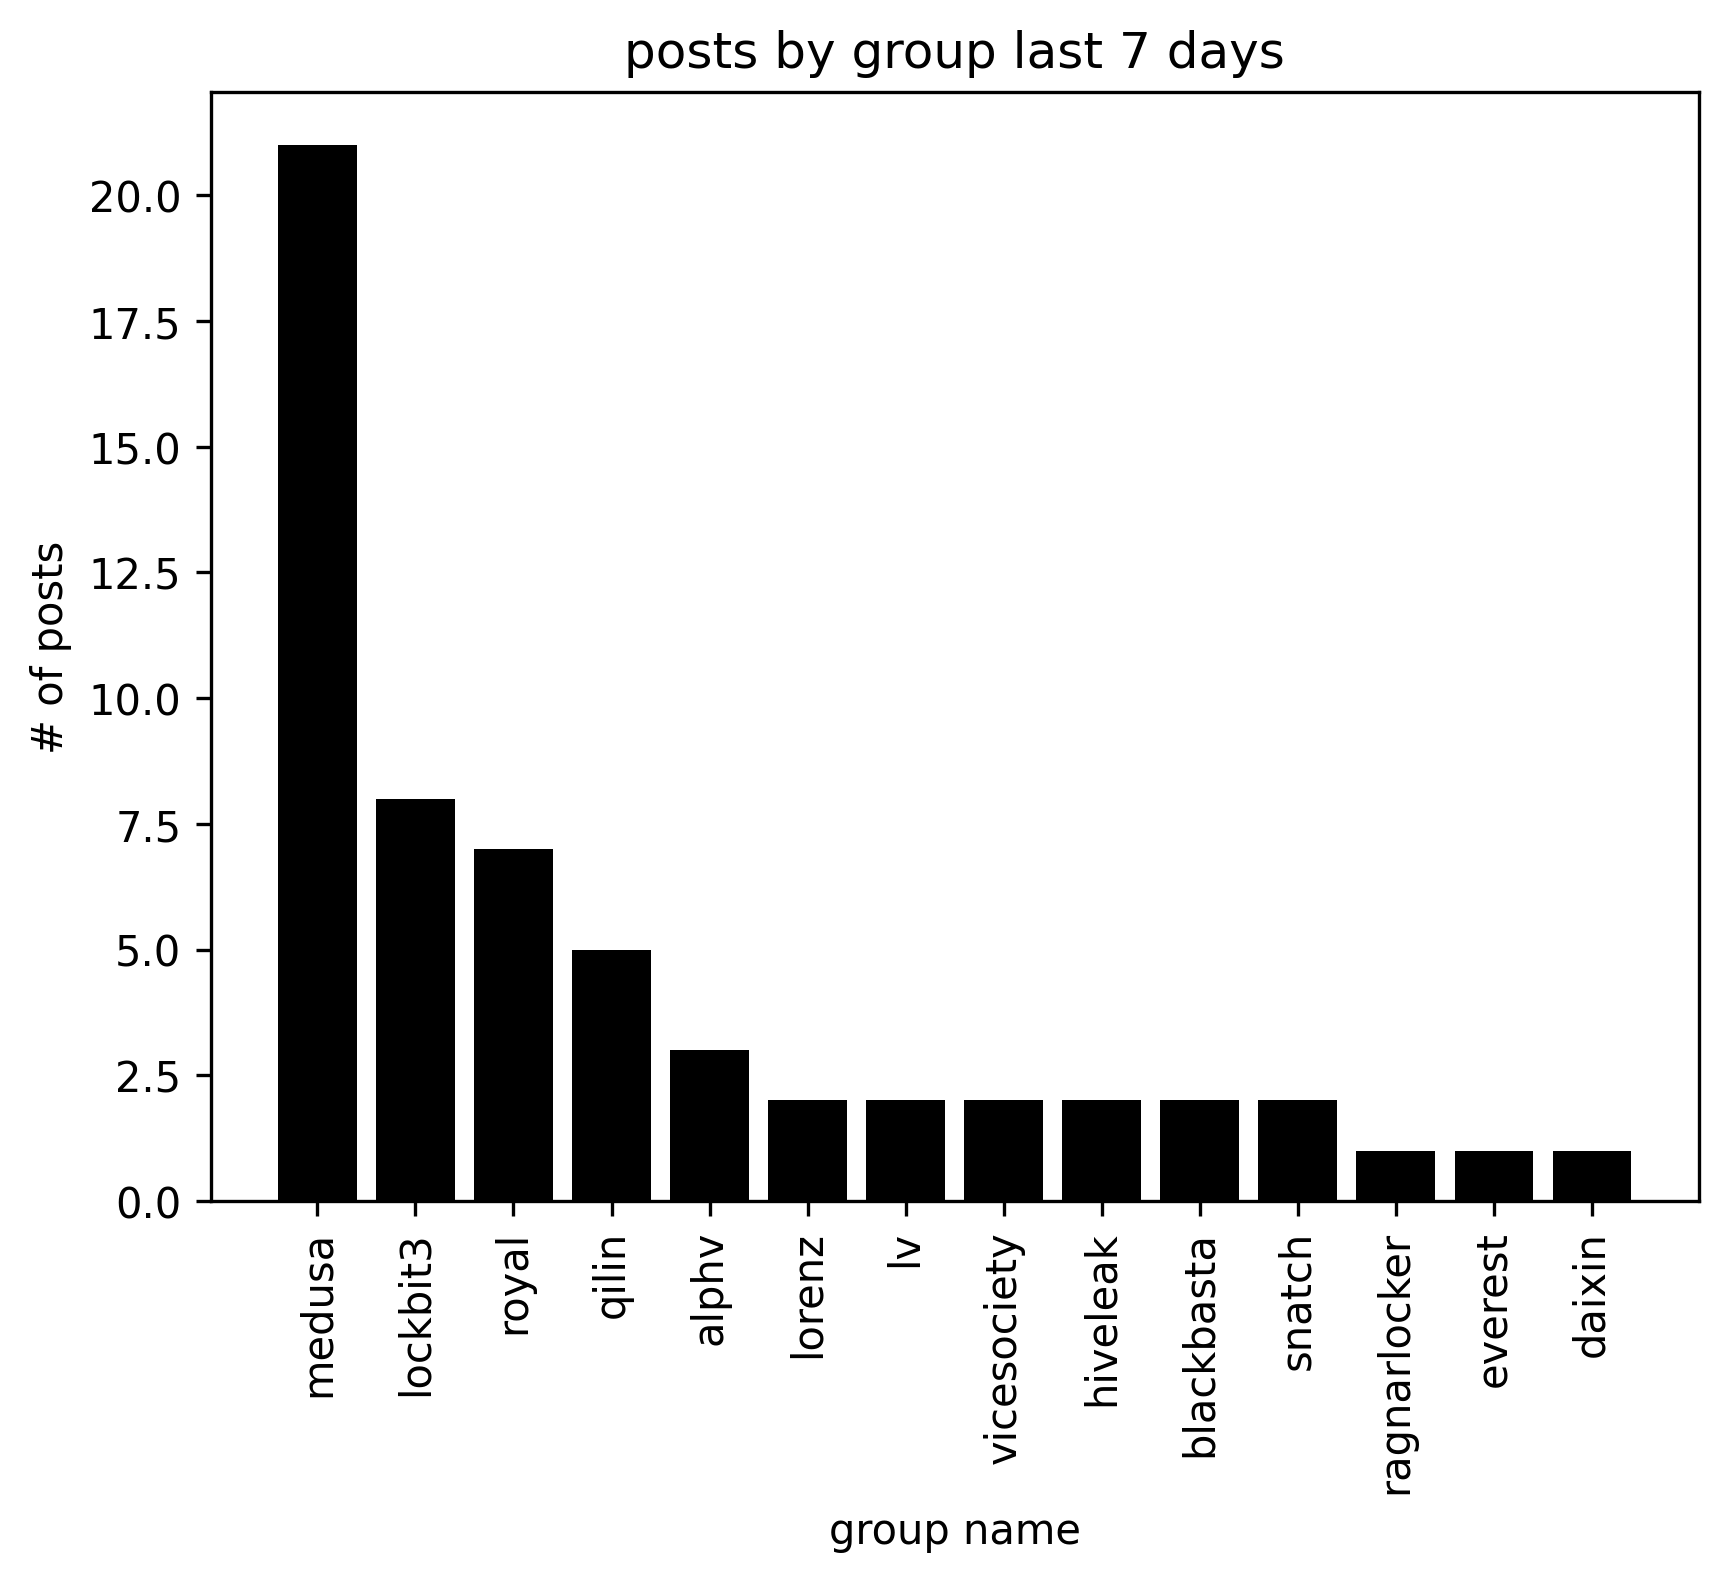 posts by group last 7 days
20.0
17.5
15.0
12.5
10.0
7.5
5.0
2.5
0.0
# of posts
medusa
lockbit3
royal
qilin
alphv
lorenz
lv
vicesociety
hiveleak
blackbasta
snatch
ragnarlocker
everest
daixin
group name